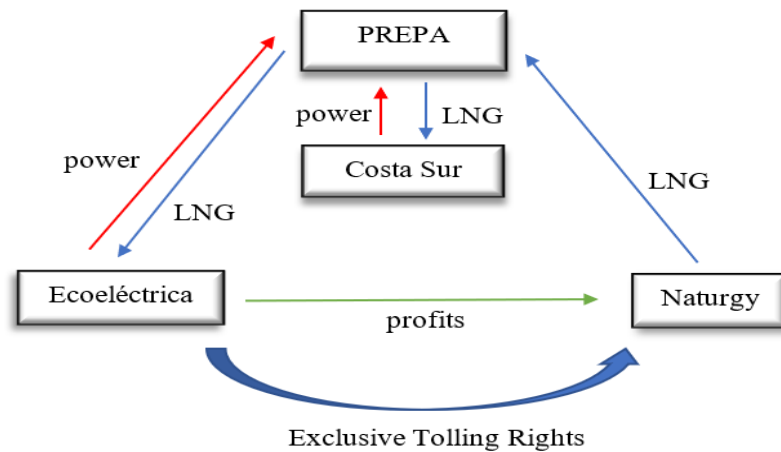 PREPA
power
LNG
power
Costa Sur
LNG
LNG
Ecoeléctrica
Naturgy
profits
Exclusive Tolling Rights